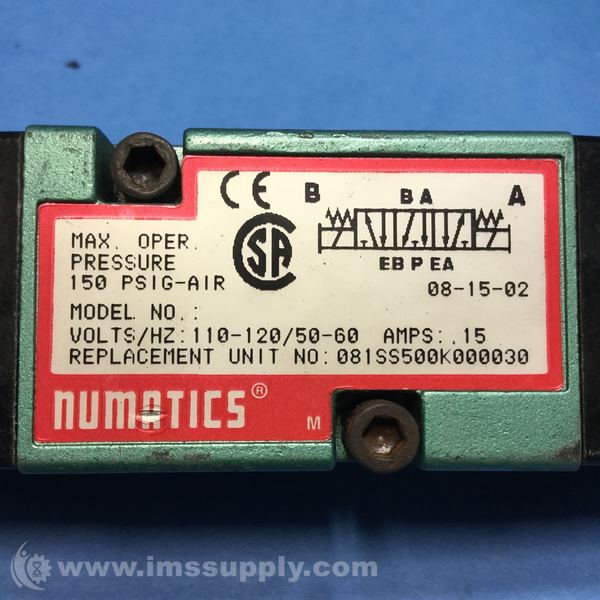 CE
B BA A
CSA
EB P EA
MAX. OPER.
PRESSURE
150 PSIG-AIR
08-15-02
MODEL NO.:
VOLTS/HZ: 110-120/50-60 AMPS: .15
REPLACEMENT UNIT NO: 081SS500K000030
numatics®
M
www.imssupply.com